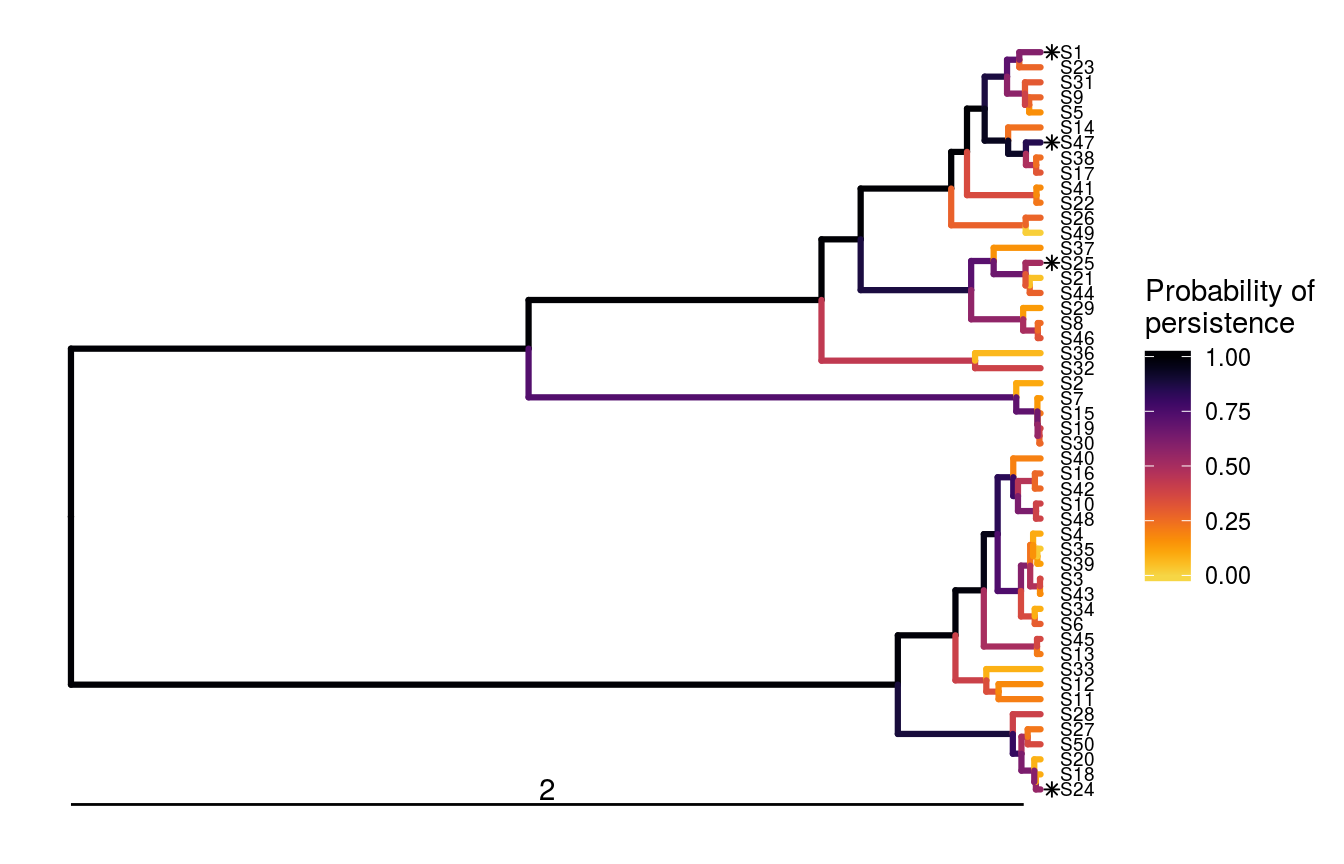 ✳S1
S23
S31
S9
S5
S14
✳S47
S38
S17
S41
S22
S26
S49
S37
✳S25
S21
S44
S29
S8
S46
S36
S32
S2
S7
S15
S19
S30
S40
S16
S42
S10
S48
S4
S35
S39
S3
S43
S34
S6
S45
S13
S33
S12
S11
S28
S27
S50
S20
S18
✳S24
2
Probability of
persistence
1.00
0.75
0.50
0.25
0.00